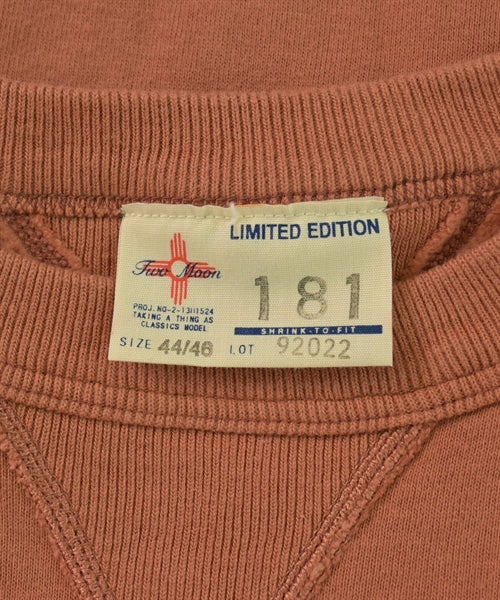 LIMITED EDITION
Two Moon
181
PROJ. NO-2-13111524
TAKING A THING AS
CLASSICS MODEL
SHRINK-TO-FIT
SIZE 44/46 LOT 92022